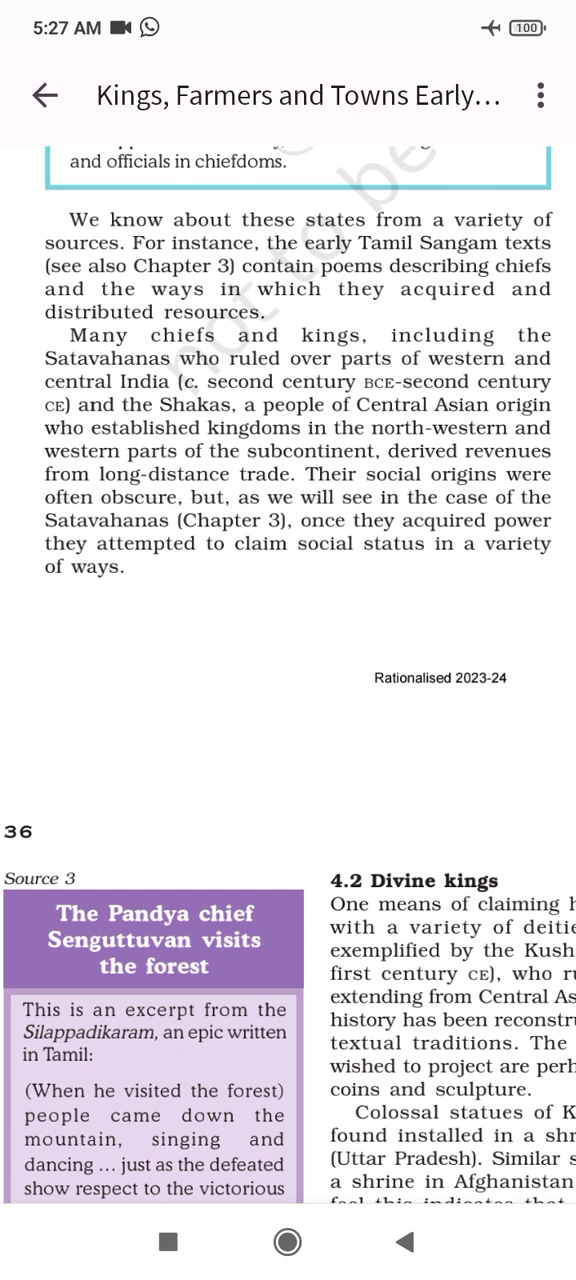 5:27 AM
100
Kings, Farmers and Towns Early...
and officials in chiefdoms.
We know about these states from a variety of
sources. For instance, the early Tamil Sangam texts
(see also Chapter 3) contain poems describing chiefs
and the ways in which they acquired and
distributed resources.
Many chiefs and kings, including the
Satavahanas who ruled over parts of western and
central India (c. second century BCE-second century
CE) and the Shakas, a people of Central Asian origin
who established kingdoms in the north-western and
western parts of the subcontinent, derived revenues
from long-distance trade. Their social origins were
often obscure, but, as we will see in the case of the
Satavahanas (Chapter 3), once they acquired power
they attempted to claim social status in a variety
of ways.
not to be
Rationalised 2023-24
36
Source 3
The Pandya chief
Senguttuvan visits
the forest
This is an excerpt from the
Silappadikaram, an epic written
in Tamil:
(When he visited the forest)
people came down the
mountain, singing and
dancing ... just as the defeated
show respect to the victorious
4.2 Divine kings
One means of claiming h
with a variety of deitie
exemplified by the Kush
first century CE), who ru
extending from Central As
history has been reconstru
textual traditions. The
wished to project are perh
coins and sculpture.
Colossal statues of K
found installed in a shr
(Uttar Pradesh). Similar s
a shrine in Afghanistan